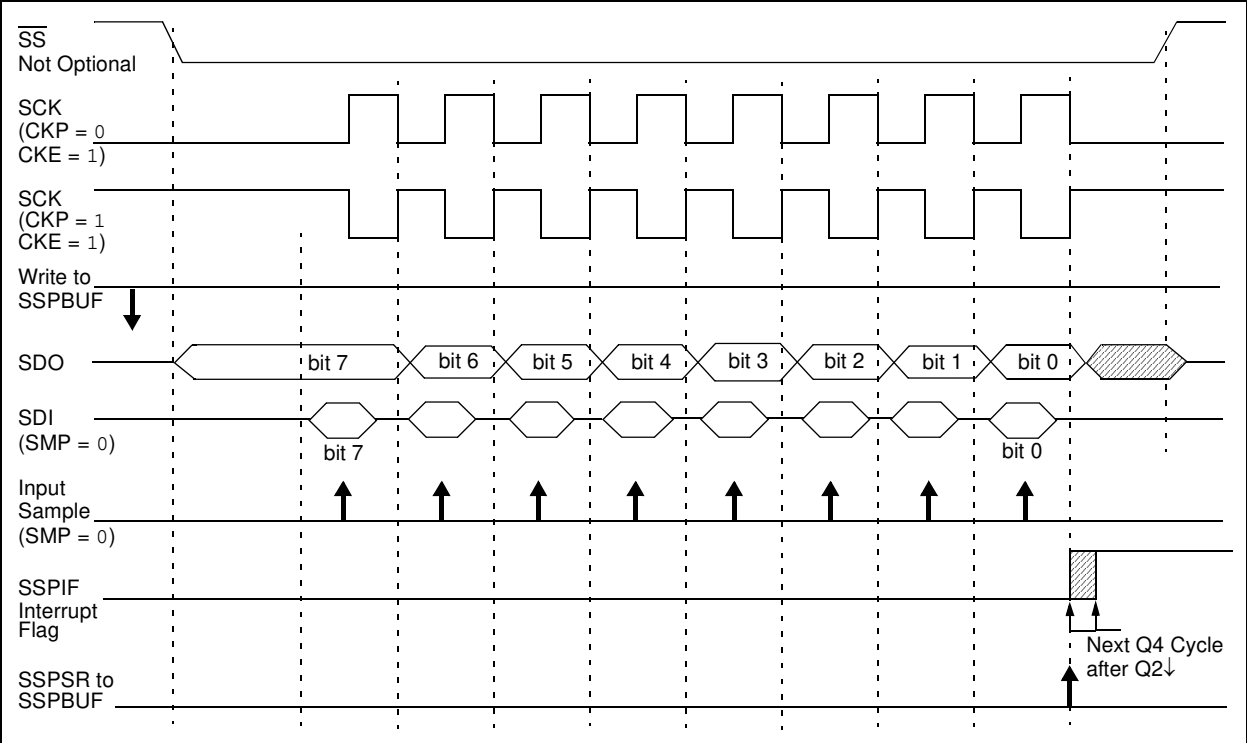 SS
Not Optional
SCK
(CKP = 0
CKE = 1)
SCK
(CKP = 1
CKE = 1)
Write to
SSPBUF
SDO
bit 7 bit 6 bit 5 bit 4 bit 3 bit 2 bit 1 bit 0
SDI
(SMP = 0)
bit 7 bit 0
Input
Sample
(SMP = 0)
SSPIF
Interrupt
Flag
Next Q4 Cycle
after Q2↓
SSPSR to
SSPBUF